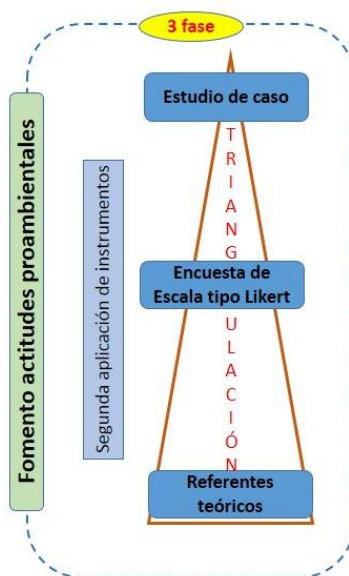 3 fase
Estudio de caso
TRIANGULACIÓN
Encuesta de
Escala tipo Likert
Referentes
teóricos
Segunda aplicación de instrumentos
Fomento actitudes proambientales